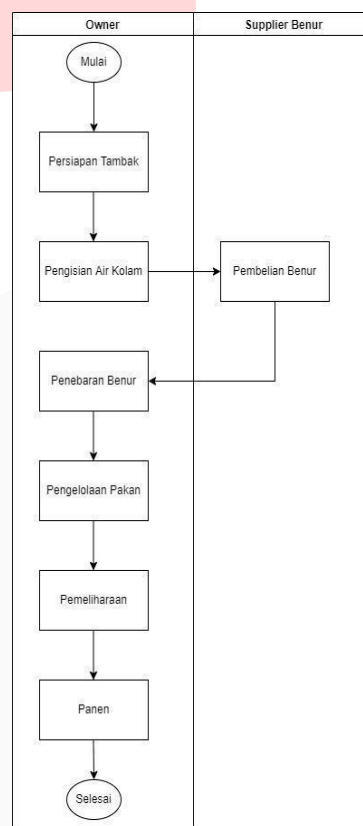 Owner
Supplier Benur
Mulai
Persiapan Tambak
Pengisian Air Kolam
Pembelian Benur
Penebaran Benur
Pengelolaan Pakan
Pemeliharaan
Panen
Selesai